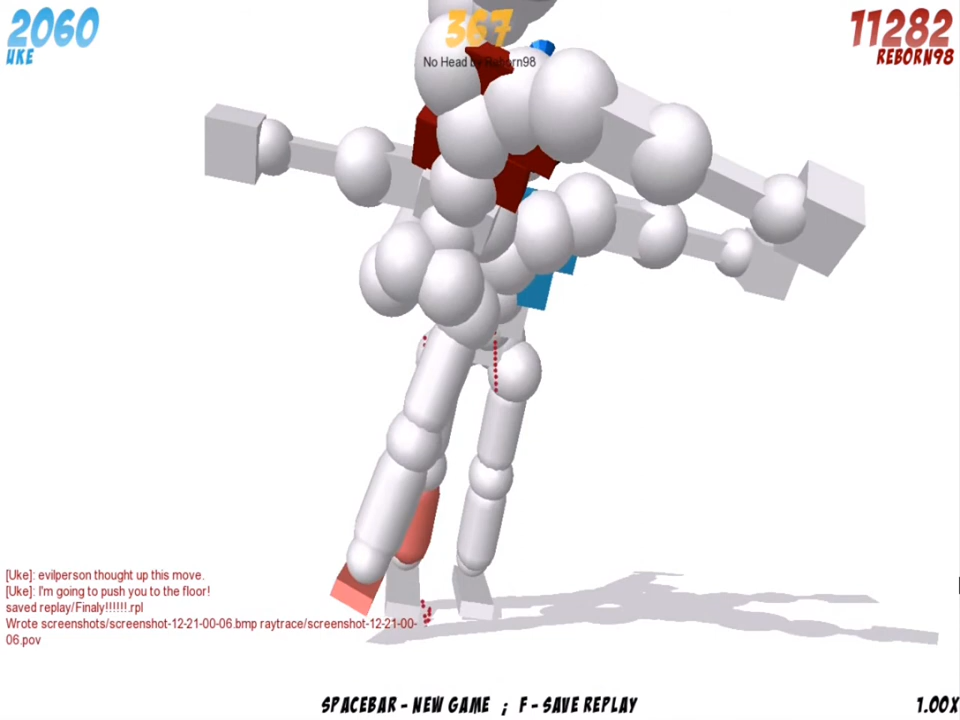 2060
UKE
367
No Head by Reborn98
11282
REBORN98
[Uke]: evilperson thought up this move.
[Uke]: I'm going to push you to the floor!
saved replay/Finaly!!!!!!.rpl
Wrote screenshots/screenshot-12-21-00-06.bmp raytrace/screenshot-12-21-00-
06.pov
SPACEBAR - NEW GAME ; F - SAVE REPLAY
1.00X